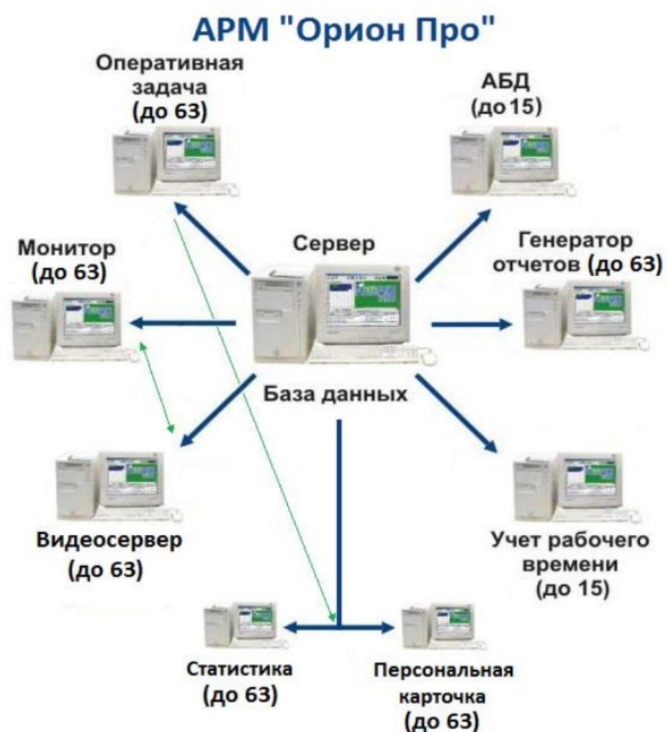 АРМ "Орион Про"
Оперативная
задача
(до 63)
АБД
(до 15)
Монитор
(до 63)
Сервер
Генератор
отчетов (до 63)
База данных
Видеосервер
(до 63)
Учет рабочего
времени
(до 15)
Статистика
(до 63)
Персональная
карточка
(до 63)